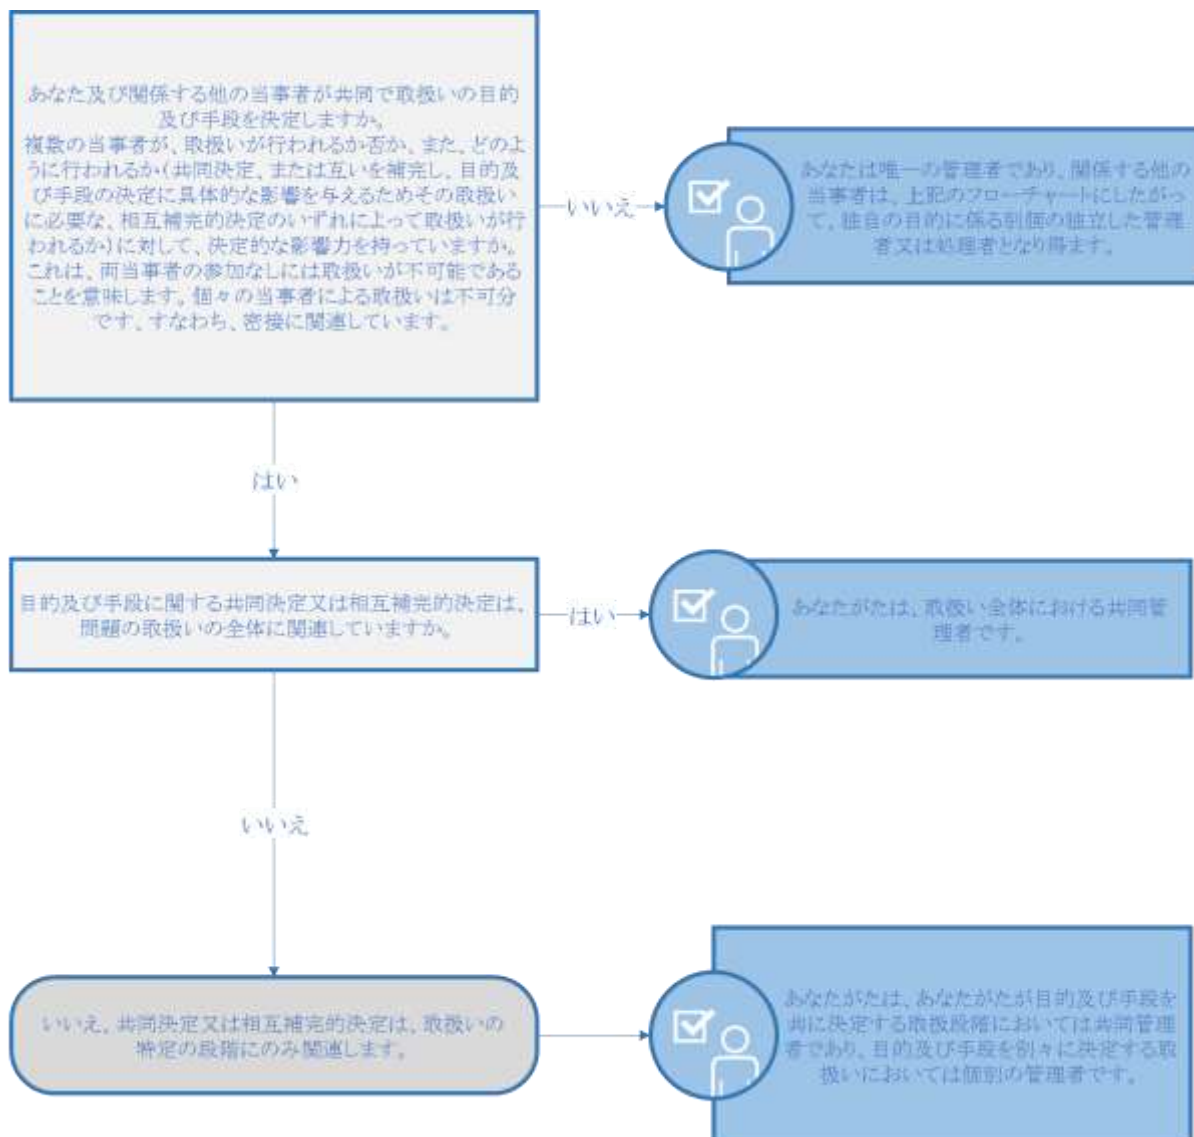 あなた及び関係する他の当事者が共同で取扱いの目的
及び手段を決定しますか。
複数の当事者が、取扱いが行われるか否か、また、どのよ
うに行われるか（共同決定、または互いを補完し、目的及
び手段の決定に具体的な影響を与えるためその取扱い
に必要な、相互補完的決定のいずれによって取扱いが行
われるか）に対して、決定的な影響力を持っていますか。
これは、両当事者の参加なしには取扱いが不可能である
ことを意味します。個々の当事者による取扱いは不可分
です、すなわち、密接に関連しています。
いいえ
あなたは唯一の管理者であり、関係する他の
当事者は、上記のフローチャートにしたがっ
て、独自の目的に係る別個の独立した管理
者又は処理者となり得ます。
はい
目的及び手段に関する共同決定又は相互補完的決定は、
問題の取扱いの全体に関連していますか。
はい
あなたがたは、取扱い全体における共同管
理者です。
いいえ
いいえ、共同決定又は相互補完的決定は、取扱いの
特定の段階にのみ関連します。
あなたがたは、あなたがたが目的及び手段を
共に決定する取扱段階においては共同管理
者であり、目的及び手段を別々に決定する取
扱いにおいては個別の管理者です。